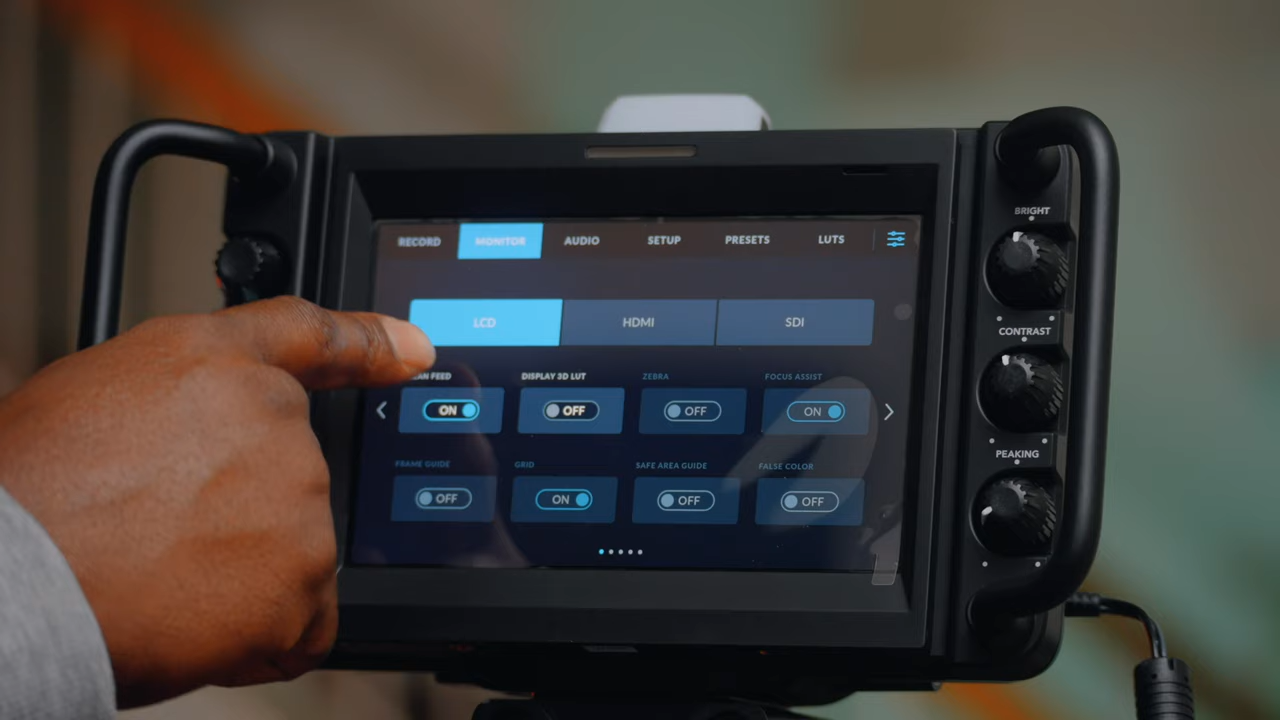 RECORD MONITOR AUDIO SETUP PRESETS LUTS
LCD HDMI SDI
FEED DISPLAY 3D LUT ZEBRA FOCUS ASSIST
ON OFF OFF ON
FRAME GUIDE GRID SAFE AREA GUIDE FALSE COLOR
OFF ON OFF OFF
BRIGHT
CONTRAST
PEAKING